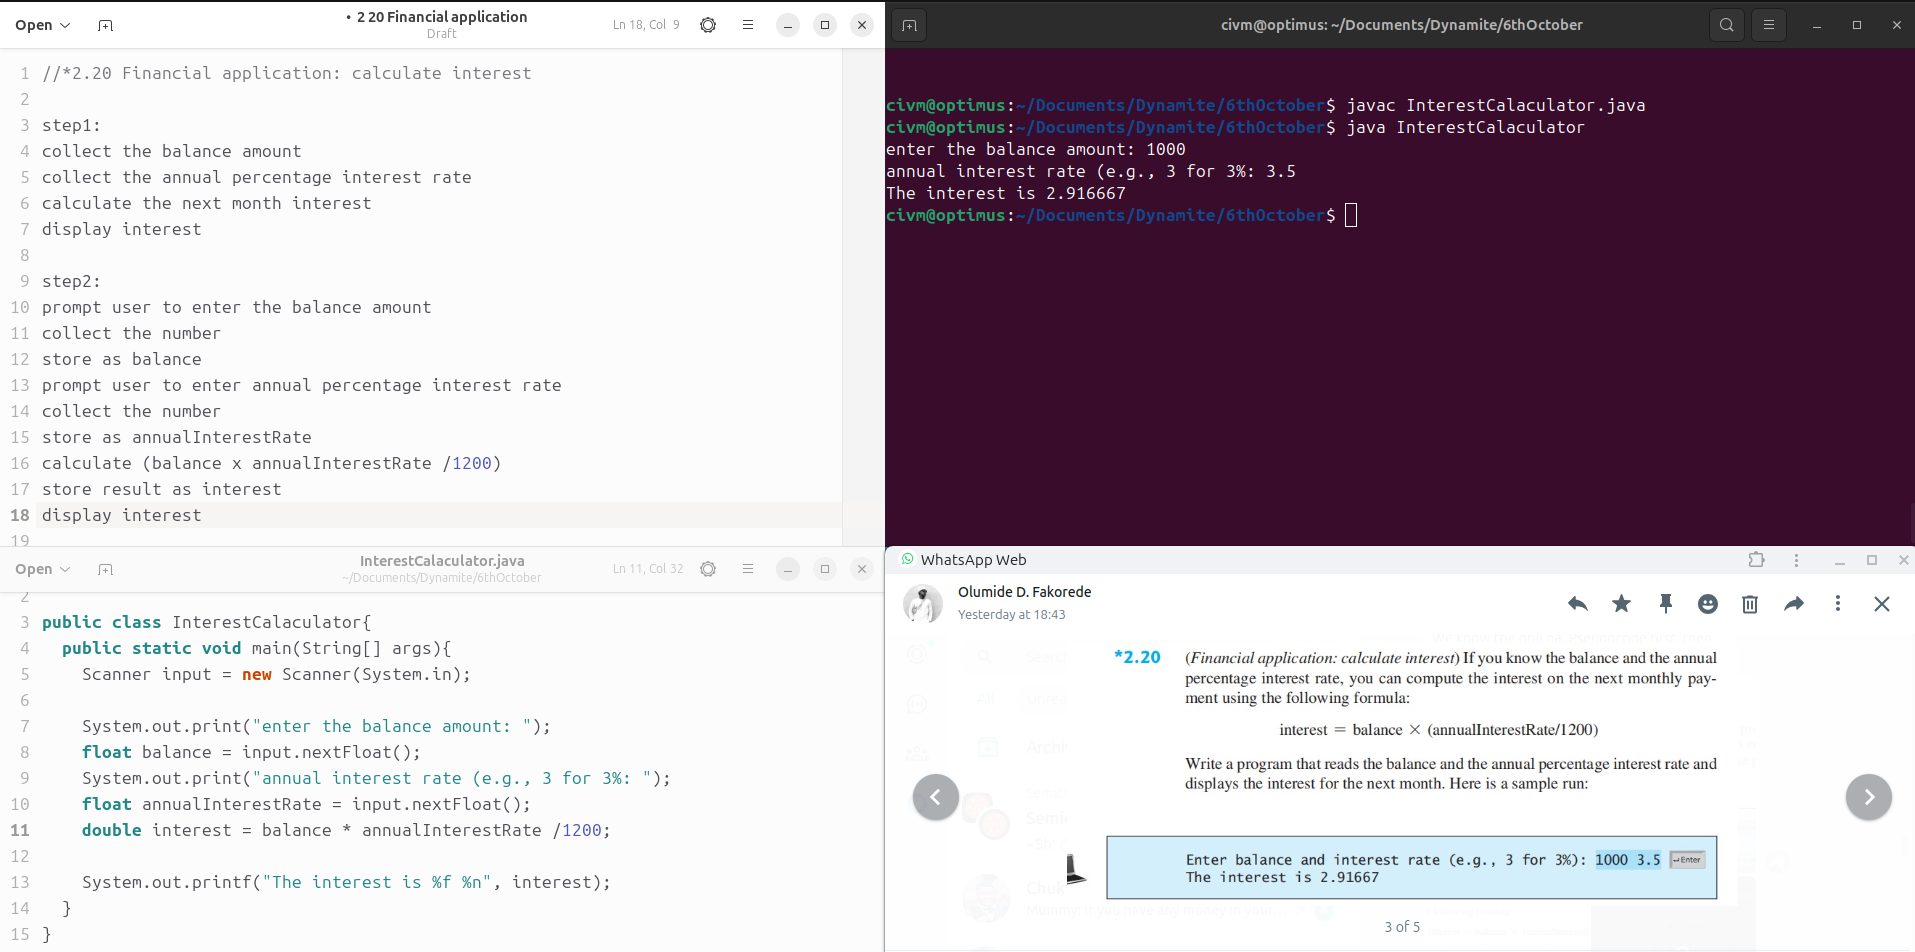 Open
• 2 20 Financial application
Draft
Ln 18, Col 9
1 //*2.20 Financial application: calculate interest
2
3 step1:
4 collect the balance amount
5 collect the annual percentage interest rate
6 calculate the next month interest
7 display interest
8
9 step2:
10 prompt user to enter the balance amount
11 collect the number
12 store as balance
13 prompt user to enter annual percentage interest rate
14 collect the number
15 store as annualInterestRate
16 calculate (balance x annualInterestRate /1200)
17 store result as interest
18 display interest
19
civm@optimus: ~/Documents/Dynamite/6thOctober
civm@optimus:~/Documents/Dynamite/6thOctober$ javac InterestCalaculator.java
civm@optimus:~/Documents/Dynamite/6thOctober$ java InterestCalaculator
enter the balance amount: 1000
annual interest rate (e.g., 3 for 3%: 3.5
The interest is 2.916667
civm@optimus:~/Documents/Dynamite/6thOctober$
Open
InterestCalaculator.java
~/Documents/Dynamite/6thOctober
Ln 11, Col 32
2
3 public class InterestCalaculator{
4 public static void main(String[] args){
5 Scanner input = new Scanner(System.in);
6
7 System.out.print("enter the balance amount: ");
8 float balance = input.nextFloat();
9 System.out.print("annual interest rate (e.g., 3 for 3%: ");
10 float annualInterestRate = input.nextFloat();
11 double interest = balance * annualInterestRate /1200;
12
13 System.out.printf("The interest is %f %n", interest);
14 }
15 }
WhatsApp Web
Olumide D. Fakorede
Yesterday at 18:43
*2.20 (Financial application: calculate interest) If you know the balance and the annual
percentage interest rate, you can compute the interest on the next monthly pay-
ment using the following formula:
interest = balance × (annualInterestRate/1200)
Write a program that reads the balance and the annual percentage interest rate and
displays the interest for the next month. Here is a sample run:
Enter balance and interest rate (e.g., 3 for 3%): 1000 3.5 ↵Enter
The interest is 2.91667
3 of 5